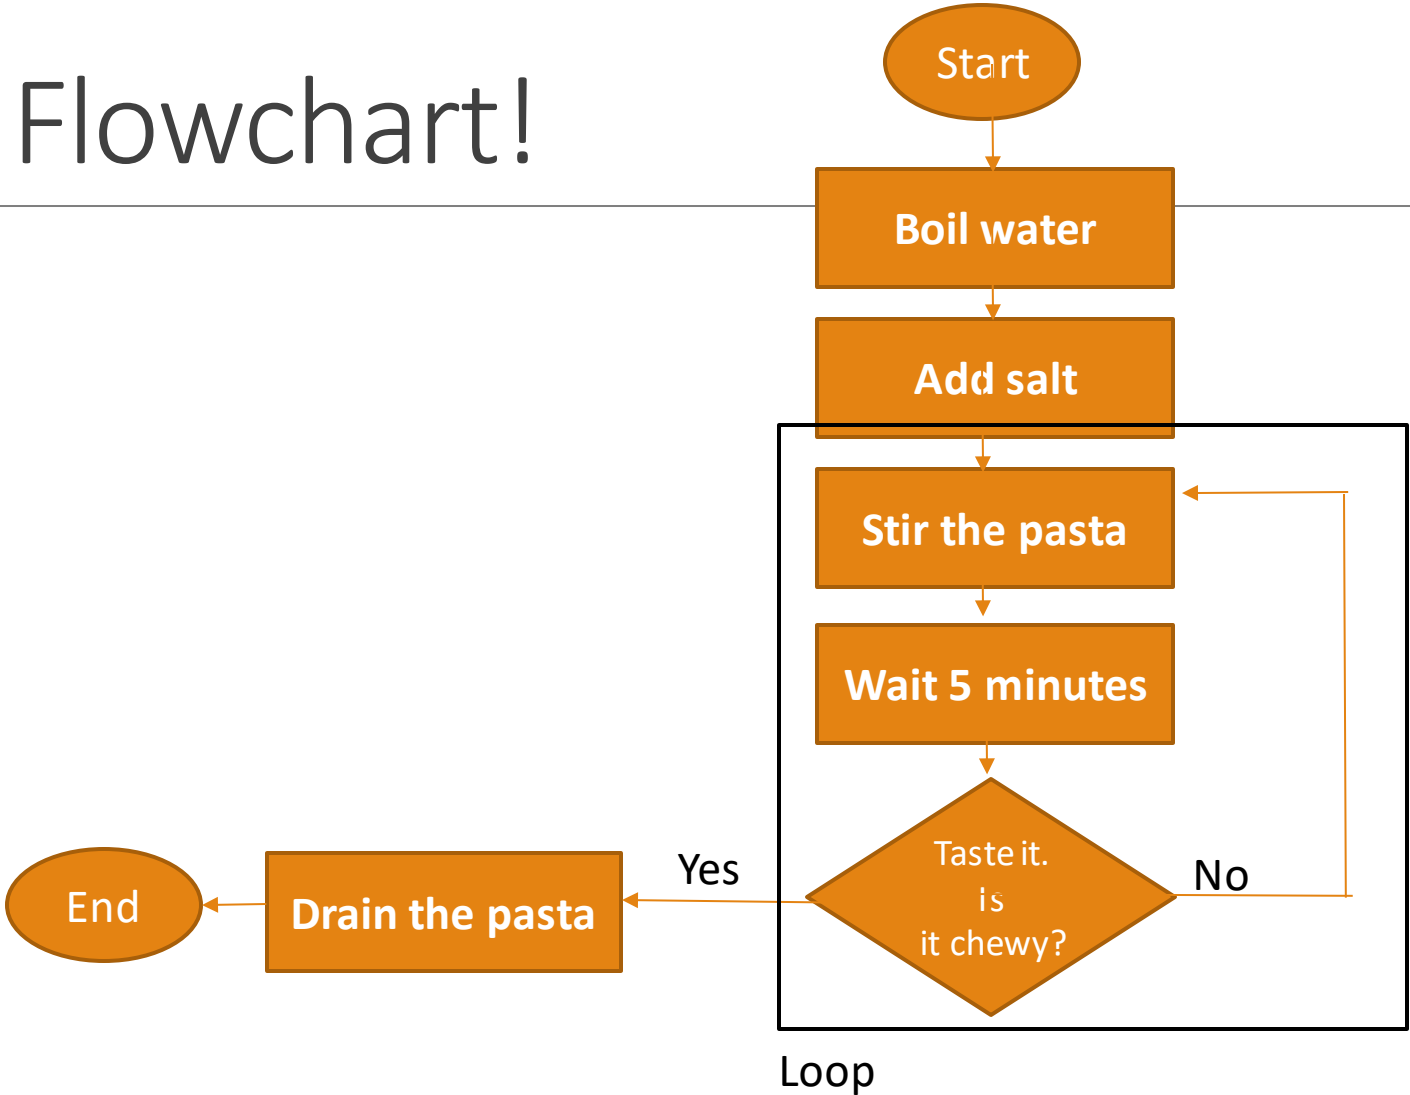 Flowchart!
Start
Boil water
Add salt
Stir the pasta
Wait 5 minutes
Taste it.
is
it chewy?
No
Yes
Drain the pasta
End
Loop